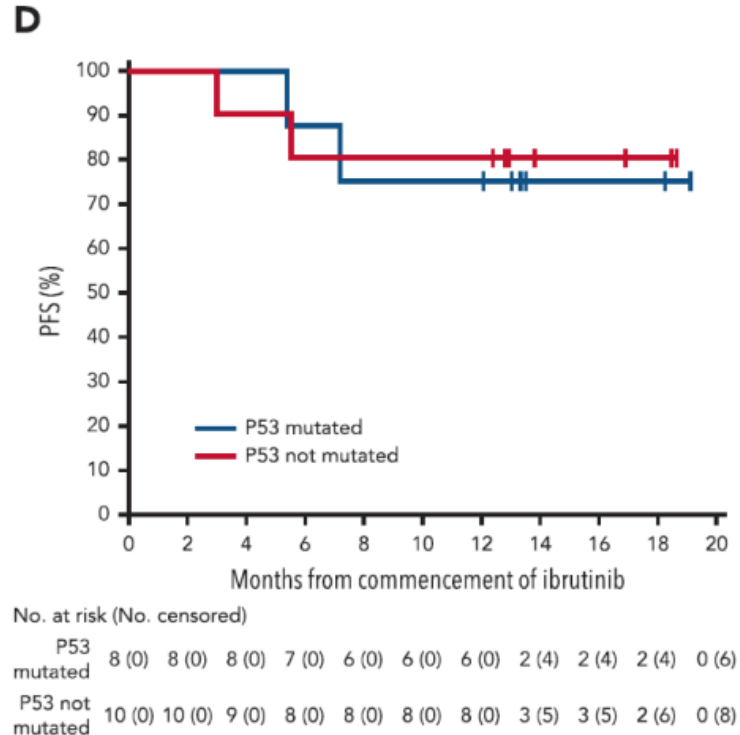 D
100
90
80
70
60
50
40
30
20
10
0
PFS (%)
P53 mutated
P53 not mutated
0 2 4 6 8 10 12 14 16 18 20
Months from commencement of ibrutinib
No. at risk (No. censored)
P53
mutated 8 (0) 8 (0) 8 (0) 7 (0) 6 (0) 6 (0) 6 (0) 2 (4) 2 (4) 2 (4) 0 (6)
P53 not
mutated 10 (0) 10 (0) 9 (0) 8 (0) 8 (0) 8 (0) 8 (0) 3 (5) 3 (5) 2 (6) 0 (8)